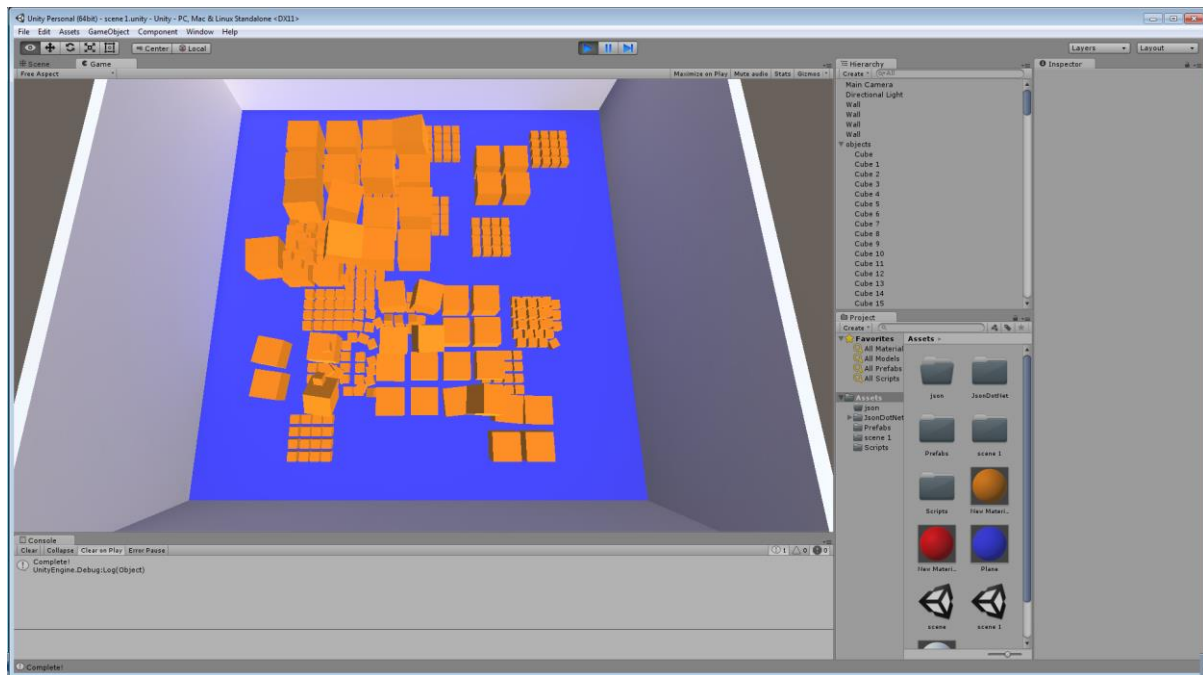 Unity Personal (64bit) - scene 1.unity - Unity - PC, Mac & Linux Standalone <DX11>
File Edit Assets GameObject Component Window Help
Center Local
Layers Layout
Scene Game
Free Aspect
Maximize on Play Mute audio Stats Gizmos
Hierarchy
Create
Main Camera
Directional Light
Wall
Wall
Wall
Wall
objects
Cube
Cube 1
Cube 2
Cube 3
Cube 4
Cube 5
Cube 6
Cube 7
Cube 8
Cube 9
Cube 10
Cube 11
Cube 12
Cube 13
Cube 14
Cube 15
Inspector
Project
Create
Favorites
All Material
All Models
All Prefabs
All Scripts
Assets
json
JsonDotNet
Prefabs
scene 1
Scripts
Assets
json JsonDotNet
Prefabs scene 1
Scripts New Materi...
New Materi... Plane
scene scene 1
Console
Clear Collapse Clear on Play Error Pause
1 0 0
Complete!
UnityEngine.Debug:Log(Object)
Complete!